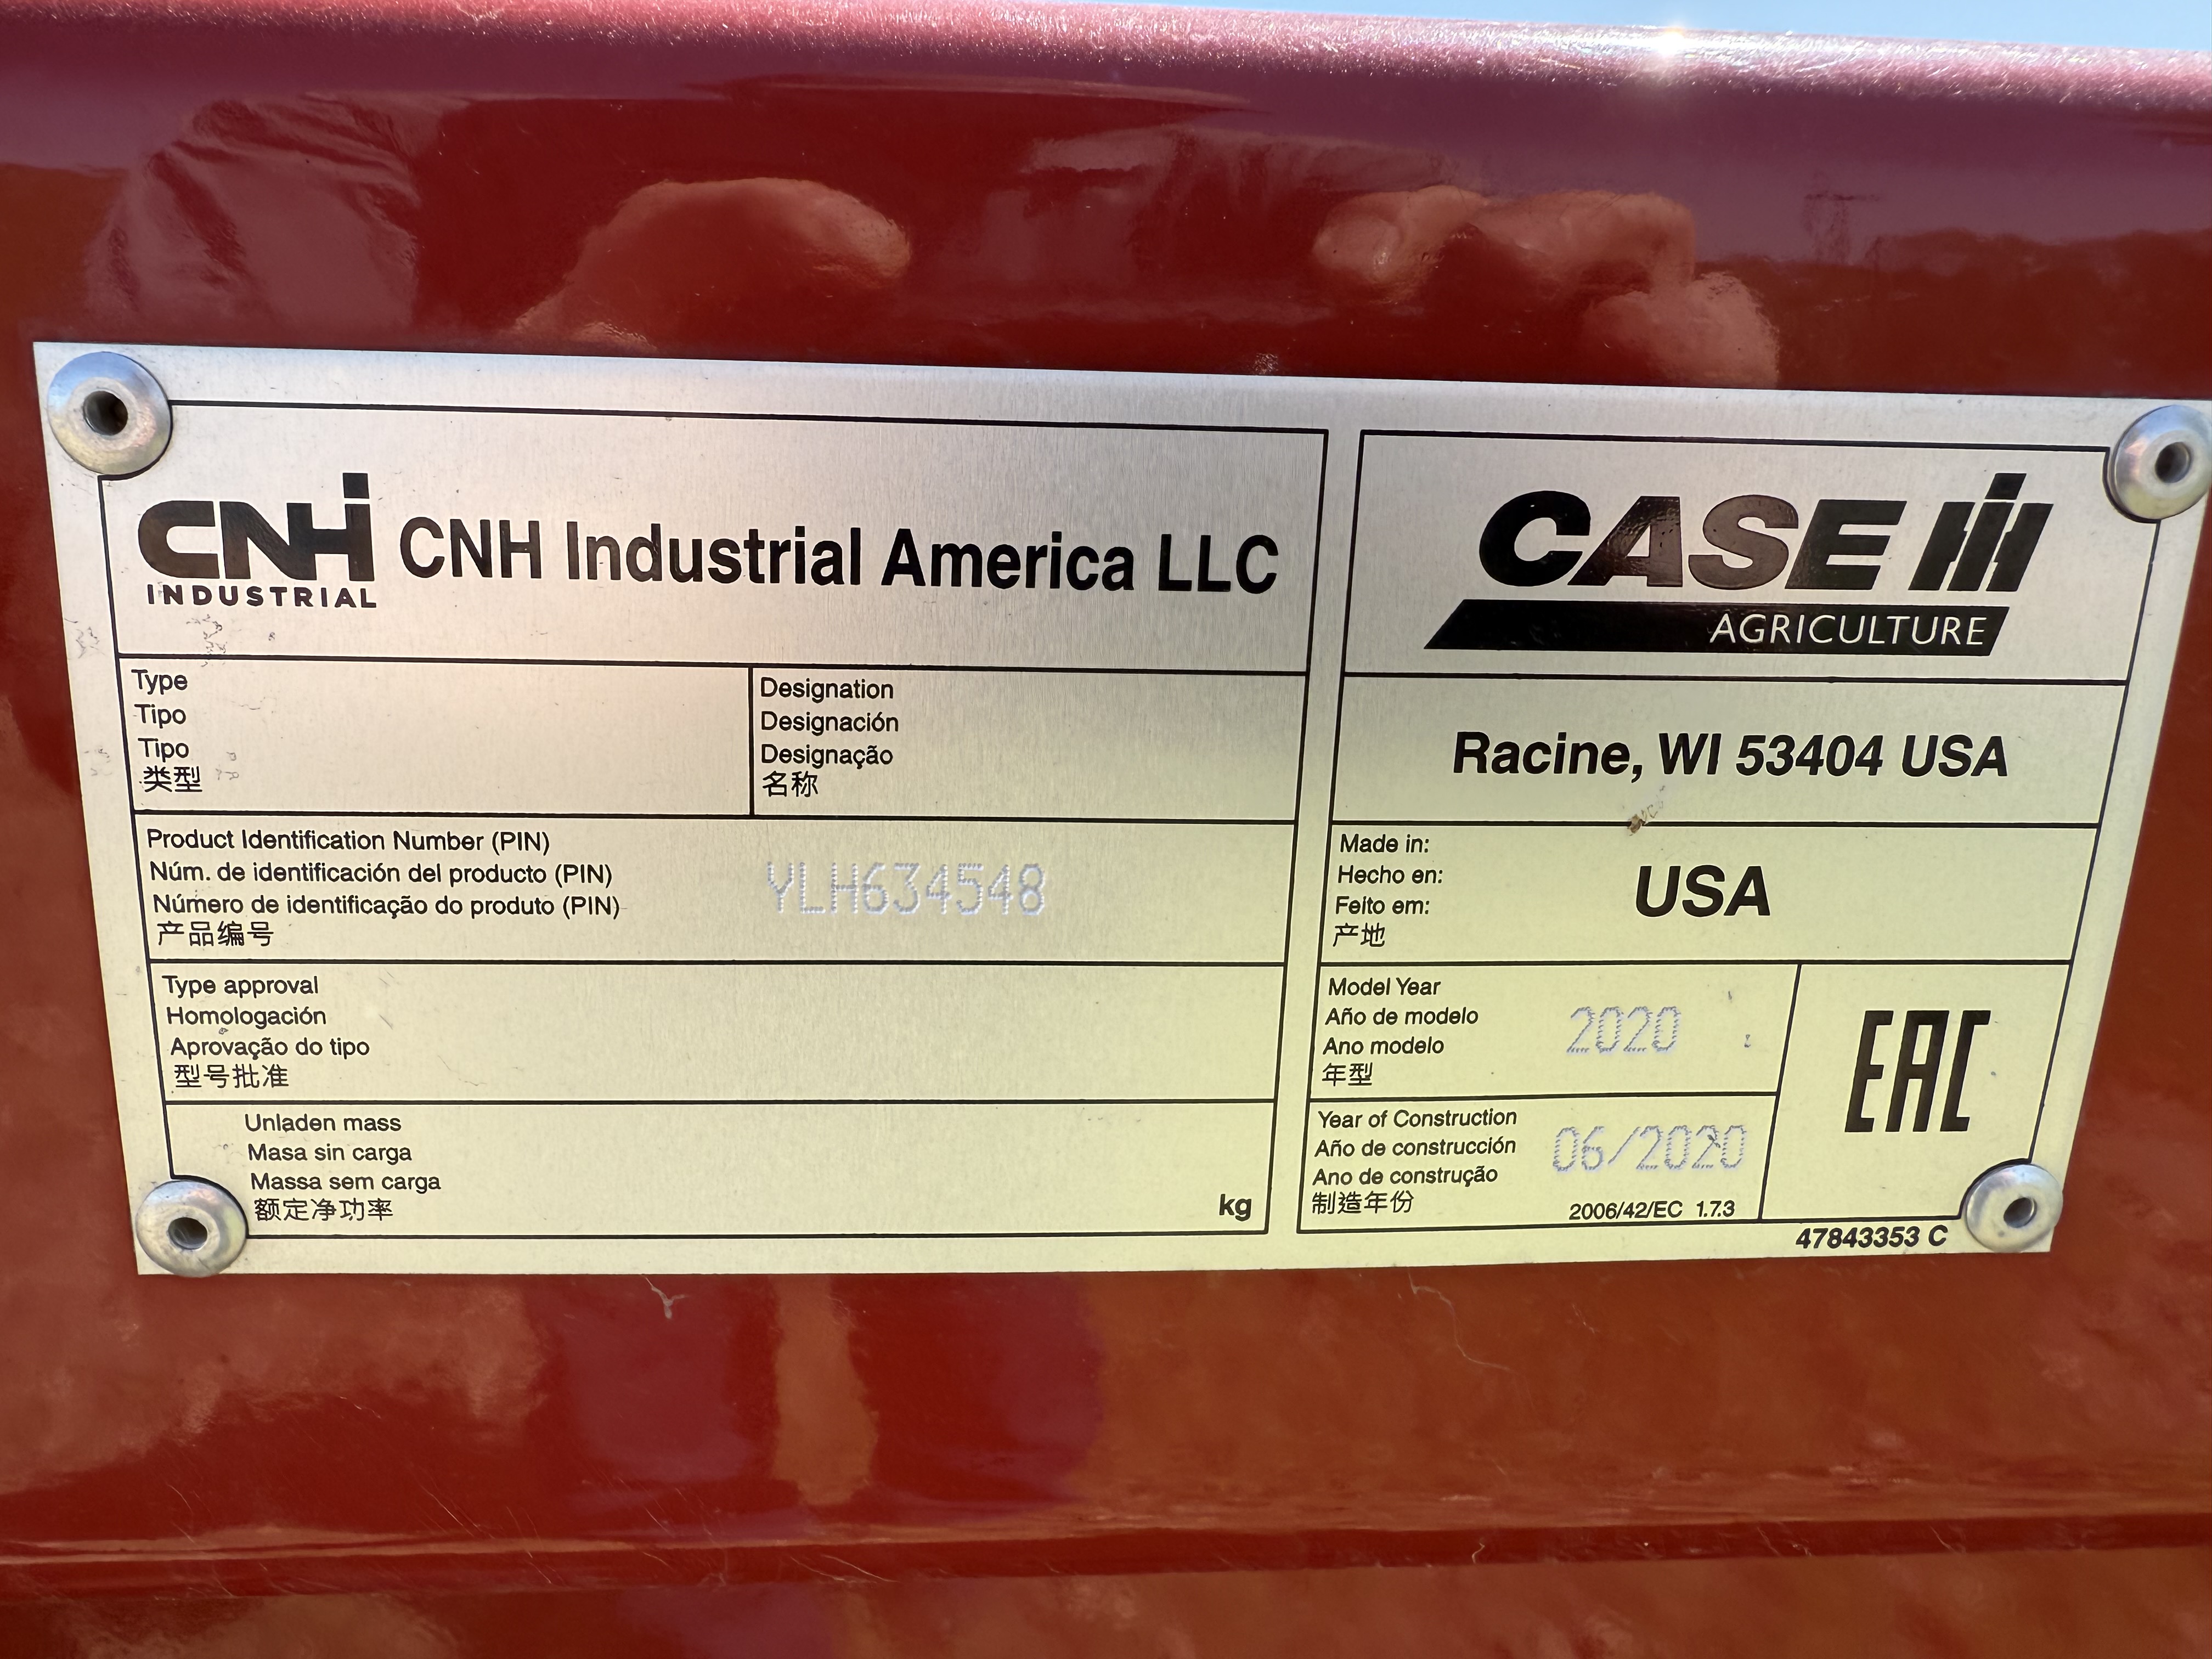 CNH
INDUSTRIAL
CNH Industrial America LLC
Type
Tipo
Tipo
类型
Designation
Designación
Designação
名称
Product Identification Number (PIN)
Núm. de identificación del producto (PIN)
Número de identificação do produto (PIN)
产品编号
YLH634548
Type approval
Homologación
Aprovação do tipo
型号批准
Unladen mass
Masa sin carga
Massa sem carga
额定净功率
kg
CASE IH
AGRICULTURE
Racine, WI 53404 USA
Made in:
Hecho en:
Feito em:
产地
USA
Model Year
Año de modelo
Ano modelo
年型
2020
Year of Construction
Año de construcción
Ano de construção
制造年份
06/2020
2006/42/EC 1.7.3
EAC
47843353 C